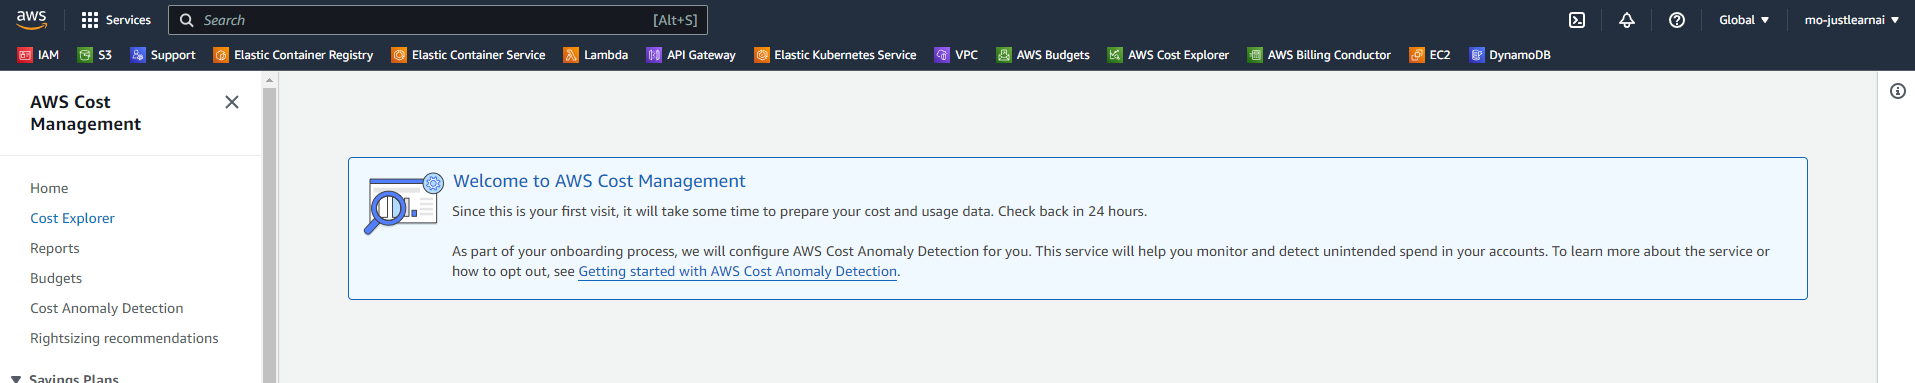 aws Services Search [Alt+S] Global ▼ mo-justlearnai ▼
IAM S3 Support Elastic Container Registry Elastic Container Service Lambda API Gateway Elastic Kubernetes Service VPC AWS Budgets AWS Cost Explorer AWS Billing Conductor EC2 DynamoDB
AWS Cost
Management
Home
Cost Explorer
Reports
Budgets
Cost Anomaly Detection
Rightsizing recommendations
Savings Plans
Welcome to AWS Cost Management
Since this is your first visit, it will take some time to prepare your cost and usage data. Check back in 24 hours.
As part of your onboarding process, we will configure AWS Cost Anomaly Detection for you. This service will help you monitor and detect unintended spend in your accounts. To learn more about the service or
how to opt out, see Getting started with AWS Cost Anomaly Detection.